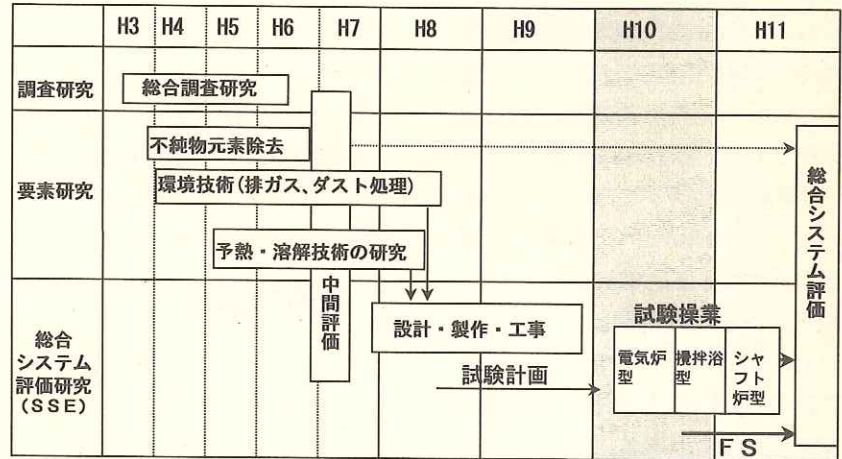 H3 H4 H5 H6 H7 H8 H9 H10 H11
調査研究
総合調査研究
不純物元素除去
要素研究
環境技術(排ガス、ダスト処理)
予熱・溶解技術の研究
中間評価
総合システム評価
総合
システム
評価研究
(SSE)
設計・製作・工事
試験計画
試験操業
電気炉
型
攪拌浴
型
シャ
フト
炉型
FS